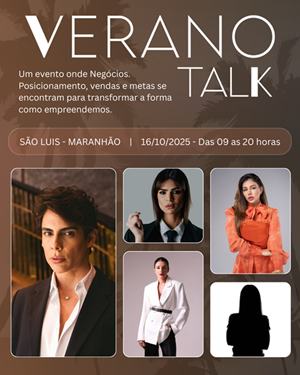 VERANO
TALK
Um evento onde Negócios.
Posicionamento, vendas e metas se
encontram para transformar a forma
como empreendemos.
SÃO LUIS - MARANHÃO | 16/10/2025 - Das 09 as 20 horas